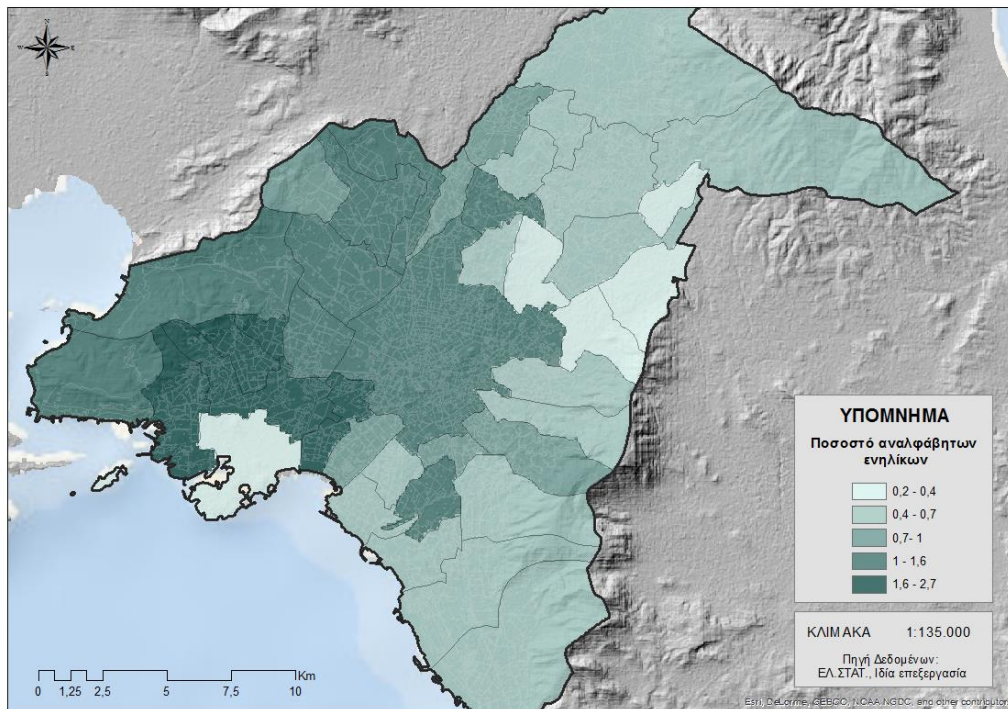 N
W E
S
ΥΠΟΜΝΗΜΑ
Ποσοστό αναλφάβητων
ενηλίκων
0,2 - 0,4
0,4 - 0,7
0,7- 1
1 - 1,6
1,6 - 2,7
ΚΛΙΜΑΚΑ 1:135.000
Πηγή Δεδομένων:
ΕΛ.ΣΤΑΤ., Ιδία επεξεργασία
Km
0 1,25 2,5 5 7,5 10
Esri, DeLorme, GEBCO, NOAA NGDC, and other contributor